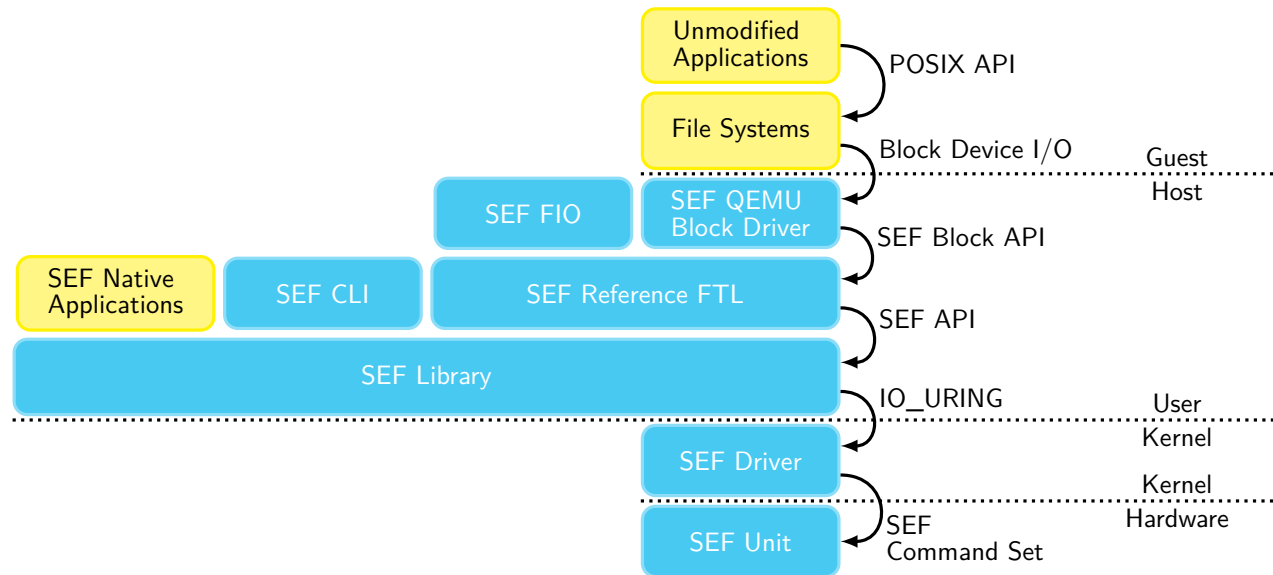 Unmodified
Applications
POSIX API
File Systems
Block Device I/O
Guest
Host
SEF FIO
SEF QEMU
Block Driver
SEF Block API
SEF Native
Applications
SEF CLI
SEF Reference FTL
SEF API
SEF Library
IO_URING
User
Kernel
SEF Driver
Kernel
Hardware
SEF Unit
SEF
Command Set